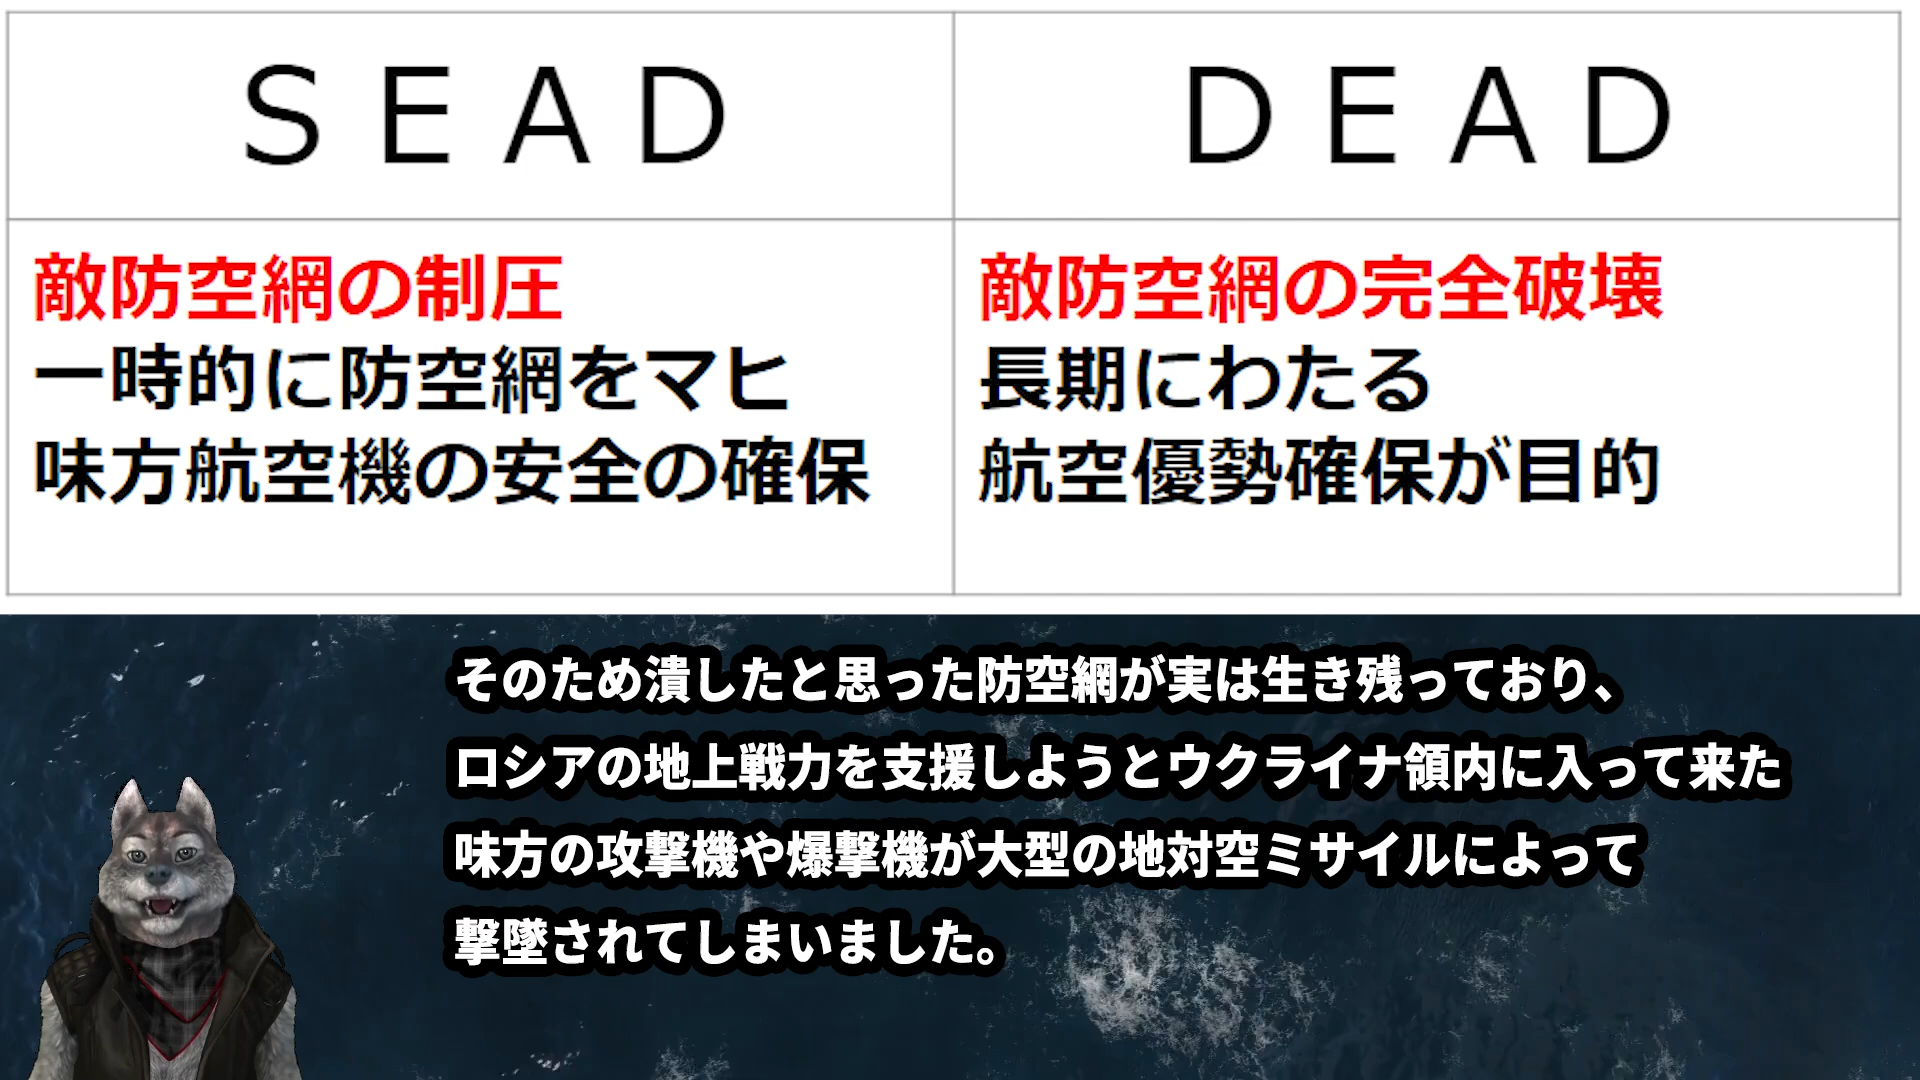 ＳＥＡＤ
ＤＥＡＤ
敵防空網の制圧
一時的に防空網をマヒ
味方航空機の安全の確保
敵防空網の完全破壊
長期にわたる
航空優勢確保が目的
そのため潰したと思った防空網が実は生き残っており、
ロシアの地上戦力を支援しようとウクライナ領内に入って来た
味方の攻撃機や爆撃機が大型の地対空ミサイルによって
撃墜されてしまいました。